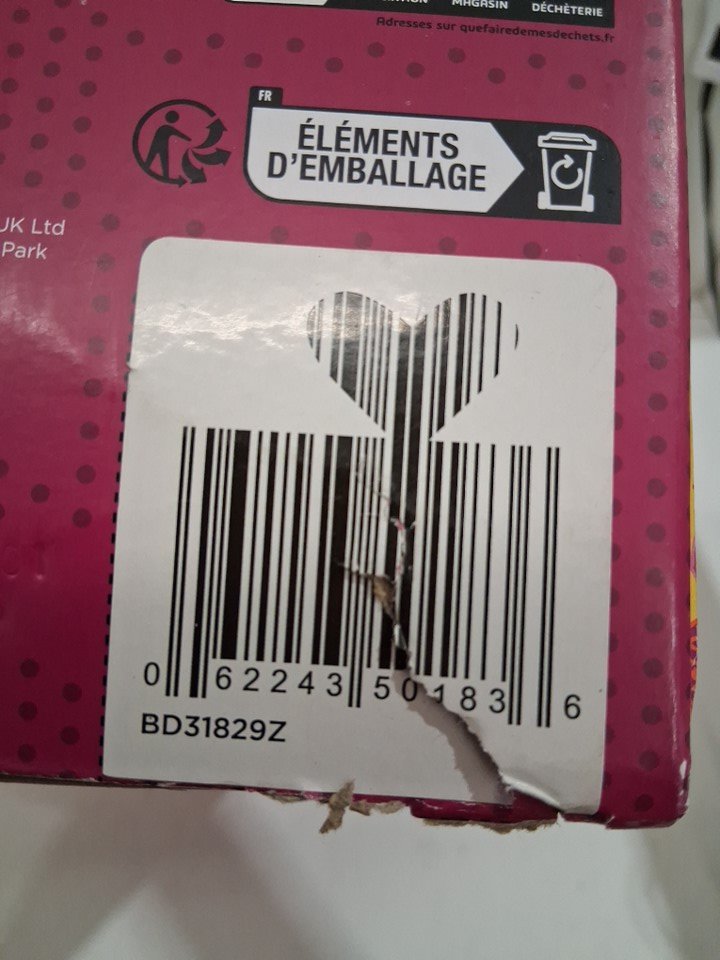 MAGASIN
DÉCHÈTERIE
Adresses sur quefairedemesdechets.fr
FR
ÉLÉMENTS
D'EMBALLAGE
UK Ltd
Park
0 62243 50183 6
BD31829Z